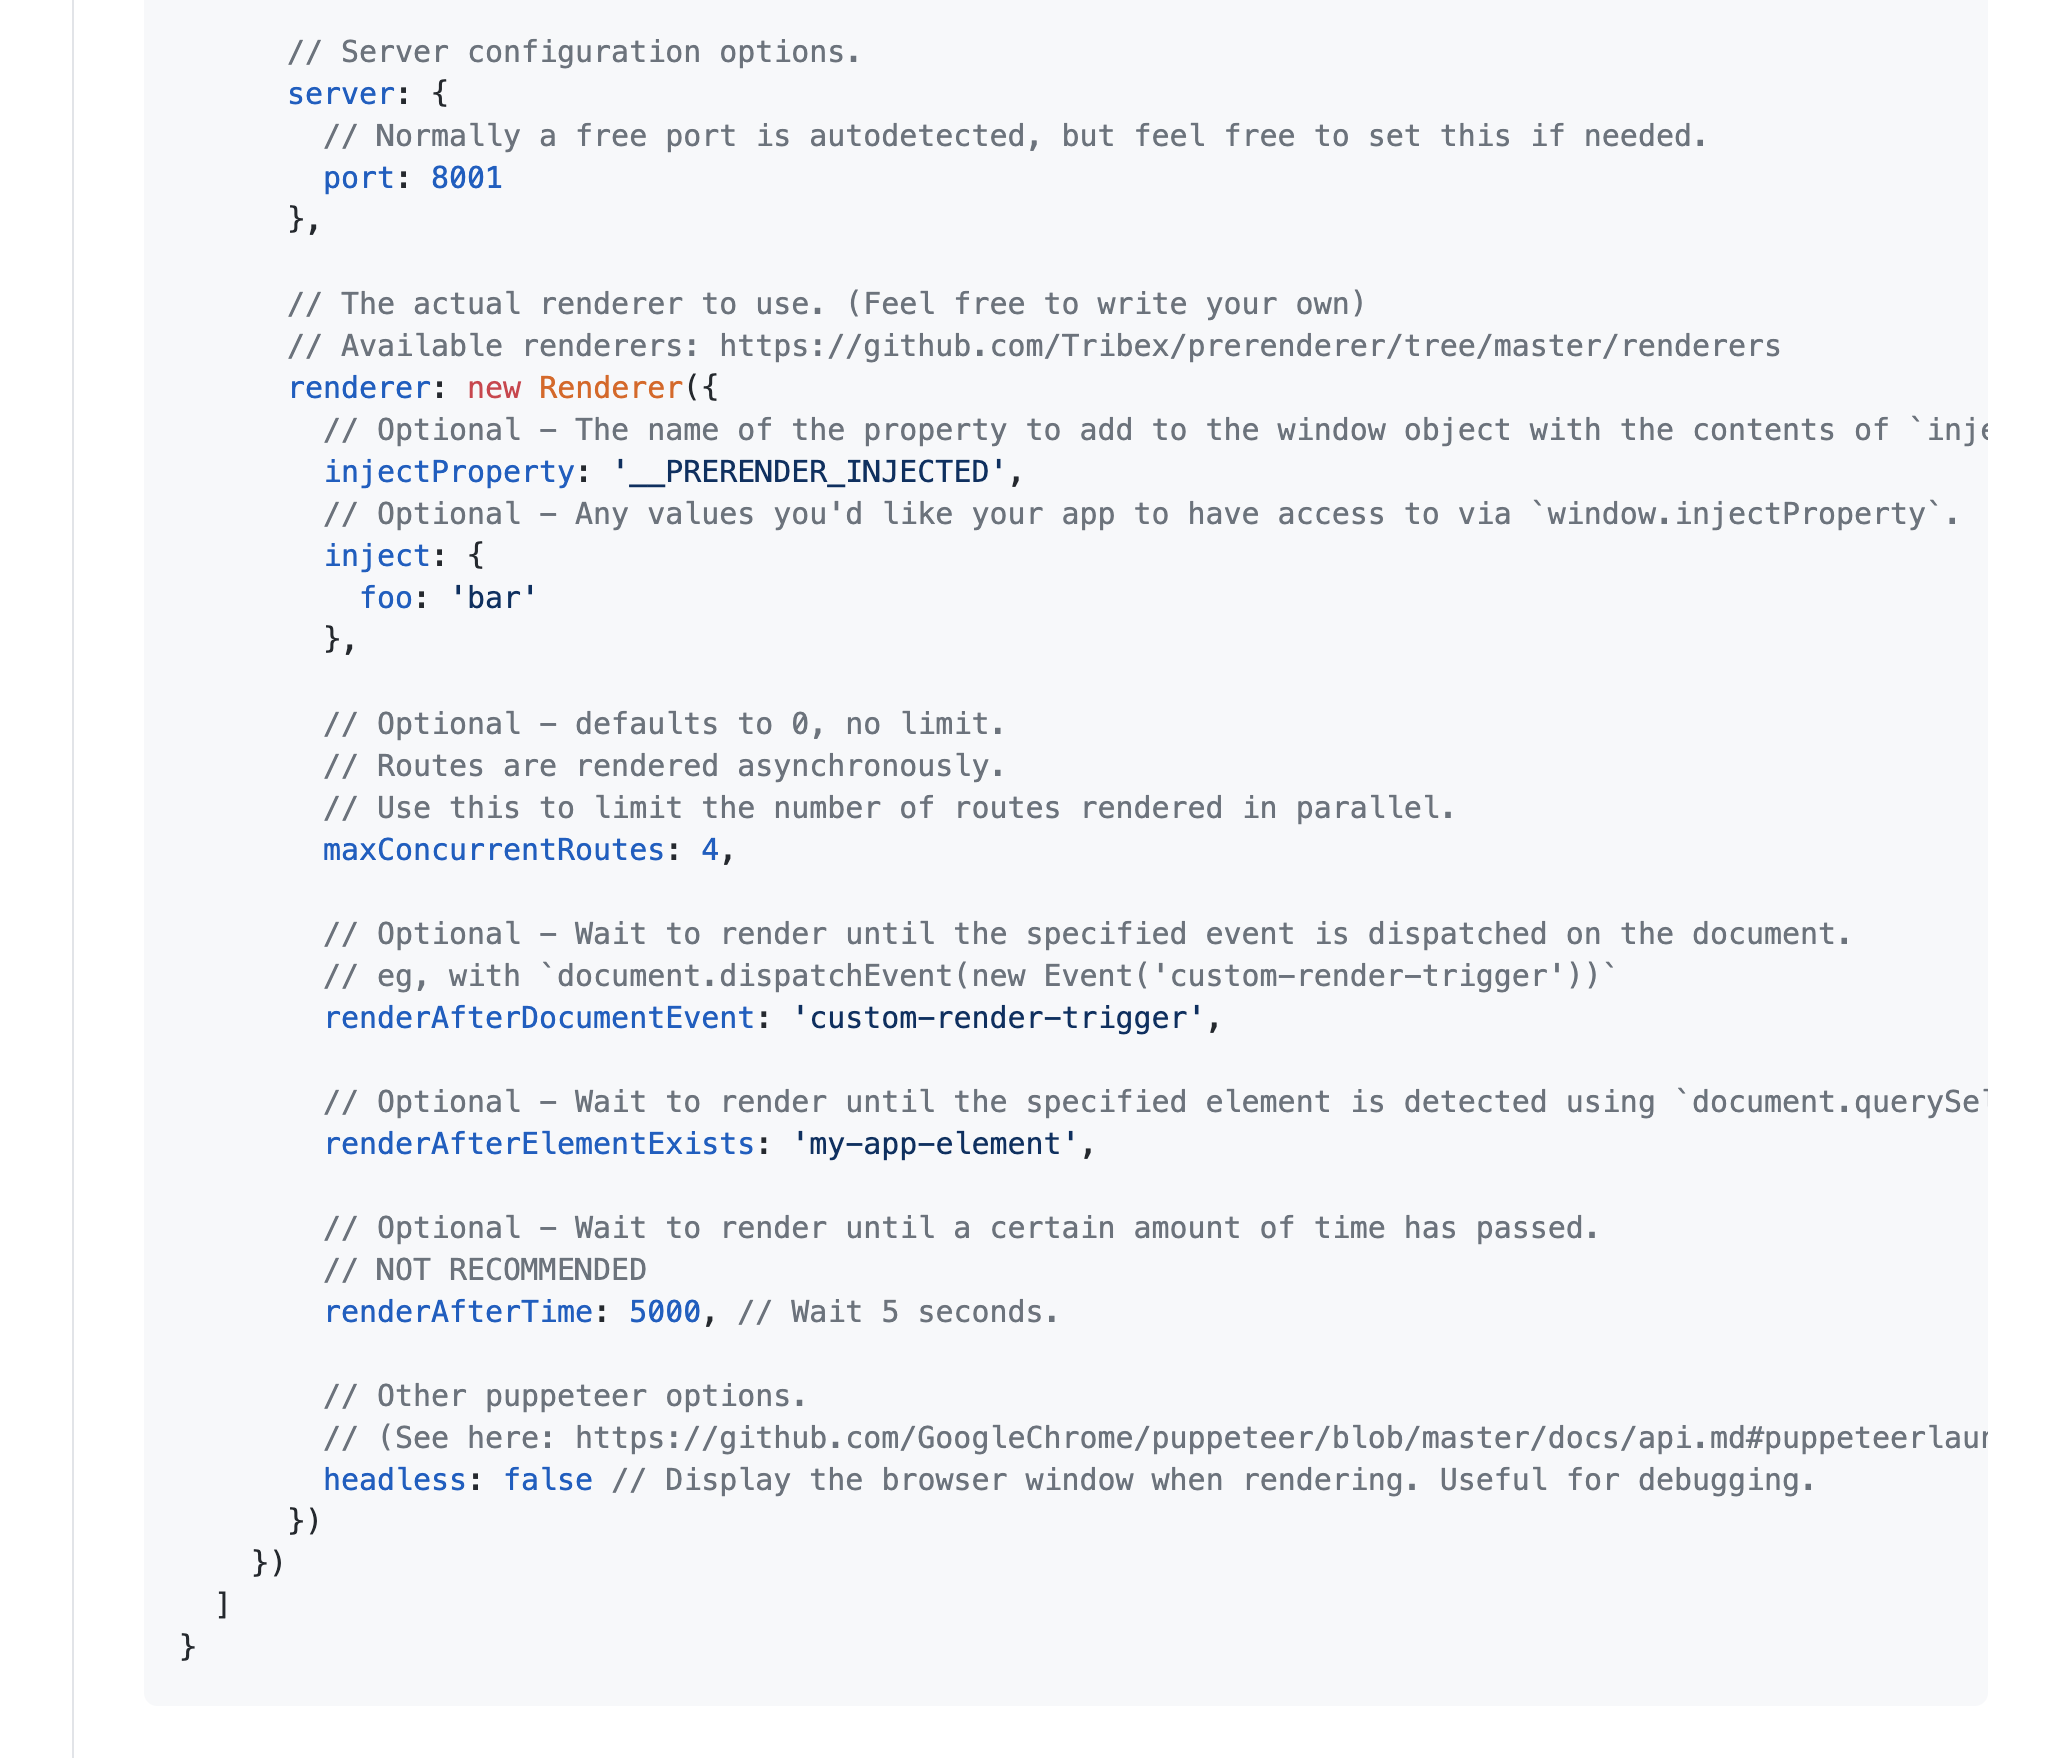 // Server configuration options.
server: {
// Normally a free port is autodetected, but feel free to set this if needed.
port: 8001
},
// The actual renderer to use. (Feel free to write your own)
// Available renderers: https://github.com/Tribex/prerenderer/tree/master/renderers
renderer: new Renderer({
// Optional - The name of the property to add to the window object with the contents of `inje
injectProperty: '__PRERENDER_INJECTED',
// Optional - Any values you'd like your app to have access to via `window.injectProperty`.
inject: {
foo: 'bar'
},
// Optional - defaults to 0, no limit.
// Routes are rendered asynchronously.
// Use this to limit the number of routes rendered in parallel.
maxConcurrentRoutes: 4,
// Optional - Wait to render until the specified event is dispatched on the document.
// eg, with `document.dispatchEvent(new Event('custom-render-trigger'))`
renderAfterDocumentEvent: 'custom-render-trigger',
// Optional - Wait to render until the specified element is detected using `document.querySel
renderAfterElementExists: 'my-app-element',
// Optional - Wait to render until a certain amount of time has passed.
// NOT RECOMMENDED
renderAfterTime: 5000, // Wait 5 seconds.
// Other puppeteer options.
// (See here: https://github.com/GoogleChrome/puppeteer/blob/master/docs/api.md#puppeteerlaun
headless: false // Display the browser window when rendering. Useful for debugging.
})
})
]
}